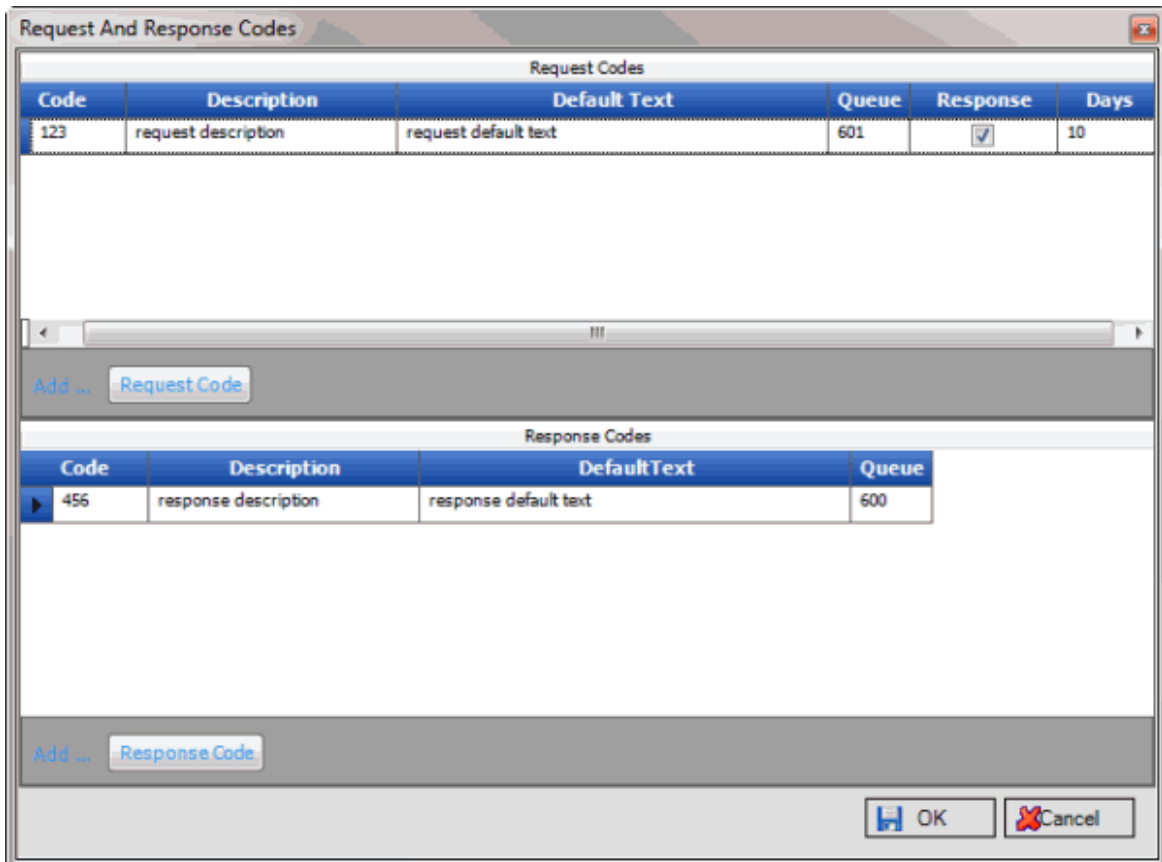 Request And Response Codes
Request Codes
Code Description Default Text Queue Response Days
123 request description request default text 601 10
Add ... Request Code
Response Codes
Code Description DefaultText Queue
456 response description response default text 600
Add ... Response Code
OK Cancel